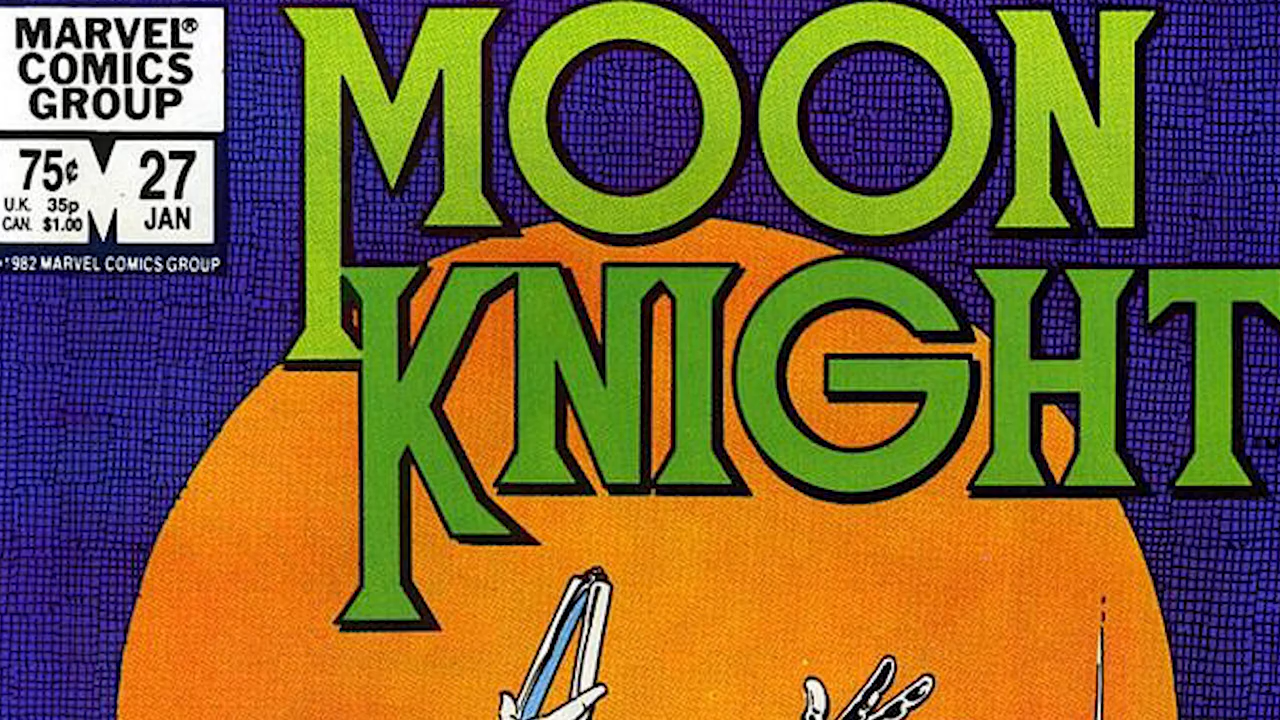 MARVEL®
COMICS
GROUP
75¢
U.K. 35p
CAN. $1.00
27
JAN
1982 MARVEL COMICS GROUP
MOON
KNIGHT